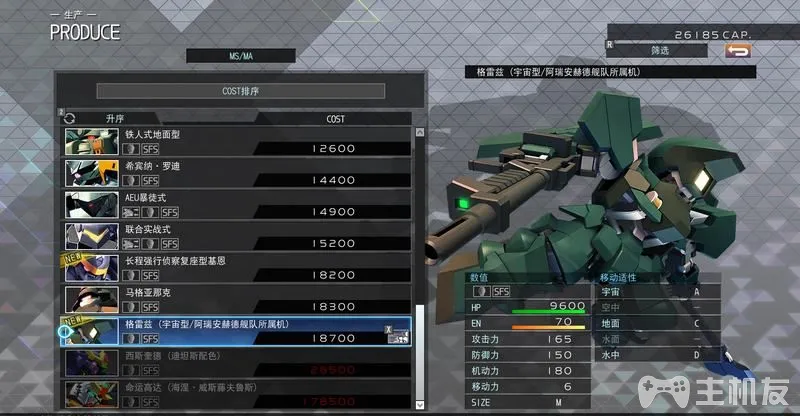 生产
PRODUCE
26185 CAP.
R
筛选
MS/MA
格雷兹 (宇宙型/阿瑞安赫德舰队所属机)
COST排序
升序
COST
铁人式地面型
SFS
12600
希宾纳·罗迪
SFS
14400
AEU暴徒式
SFS
14900
联合实战式
SFS
15200
NEW
长程强行侦察复座型基恩
SFS
18200
马格亚那克
SFS
18300
NEW
格雷兹 (宇宙型/阿瑞安赫德舰队所属机)
SFS
18700
X
西斯奎德 (迪坦斯配色)
SFS
28500
命运高达 (海涅·威斯藤夫鲁斯)
SFS
178500
数值
SFS
HP 9600
EN 70
攻击力 165
防御力 150
机动力 180
移动力 6
SIZE M
移动适性
宇宙 A
空中
地面 C
水面
水中 D
主机友